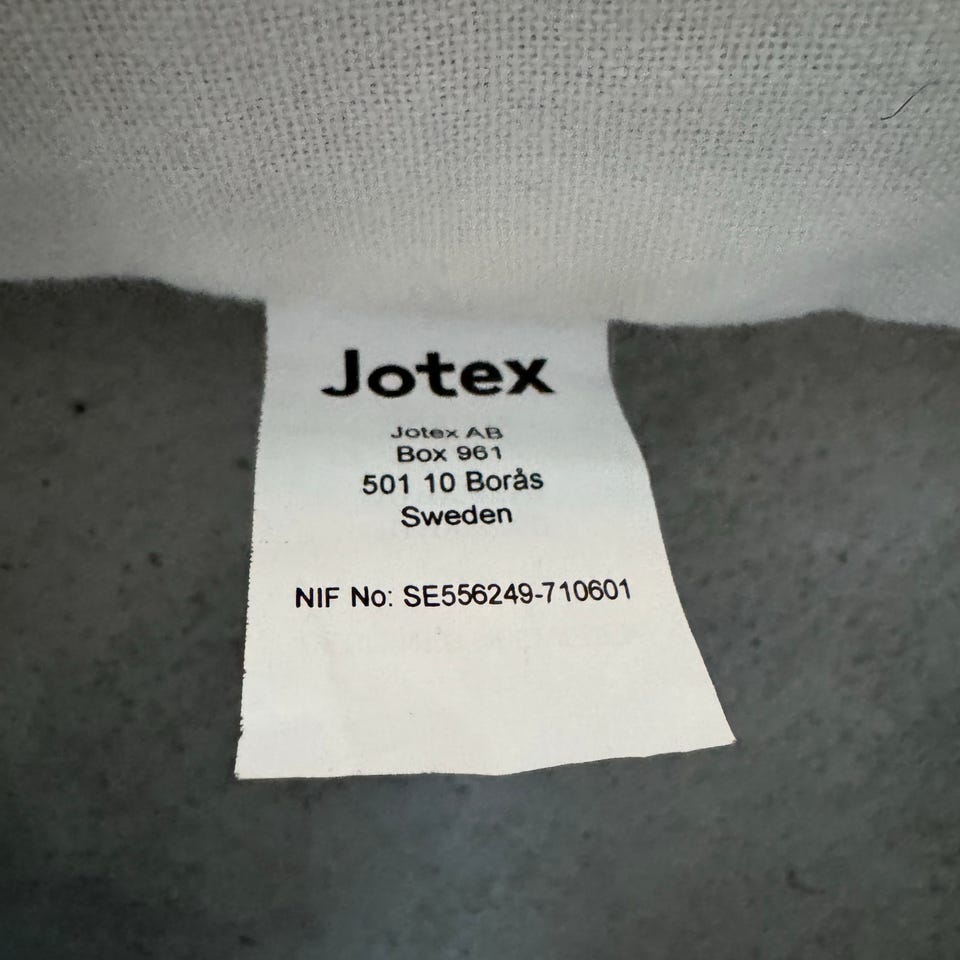 Jotex
Jotex AB
Box 961
501 10 Borås
Sweden
NIF No: SE556249-710601